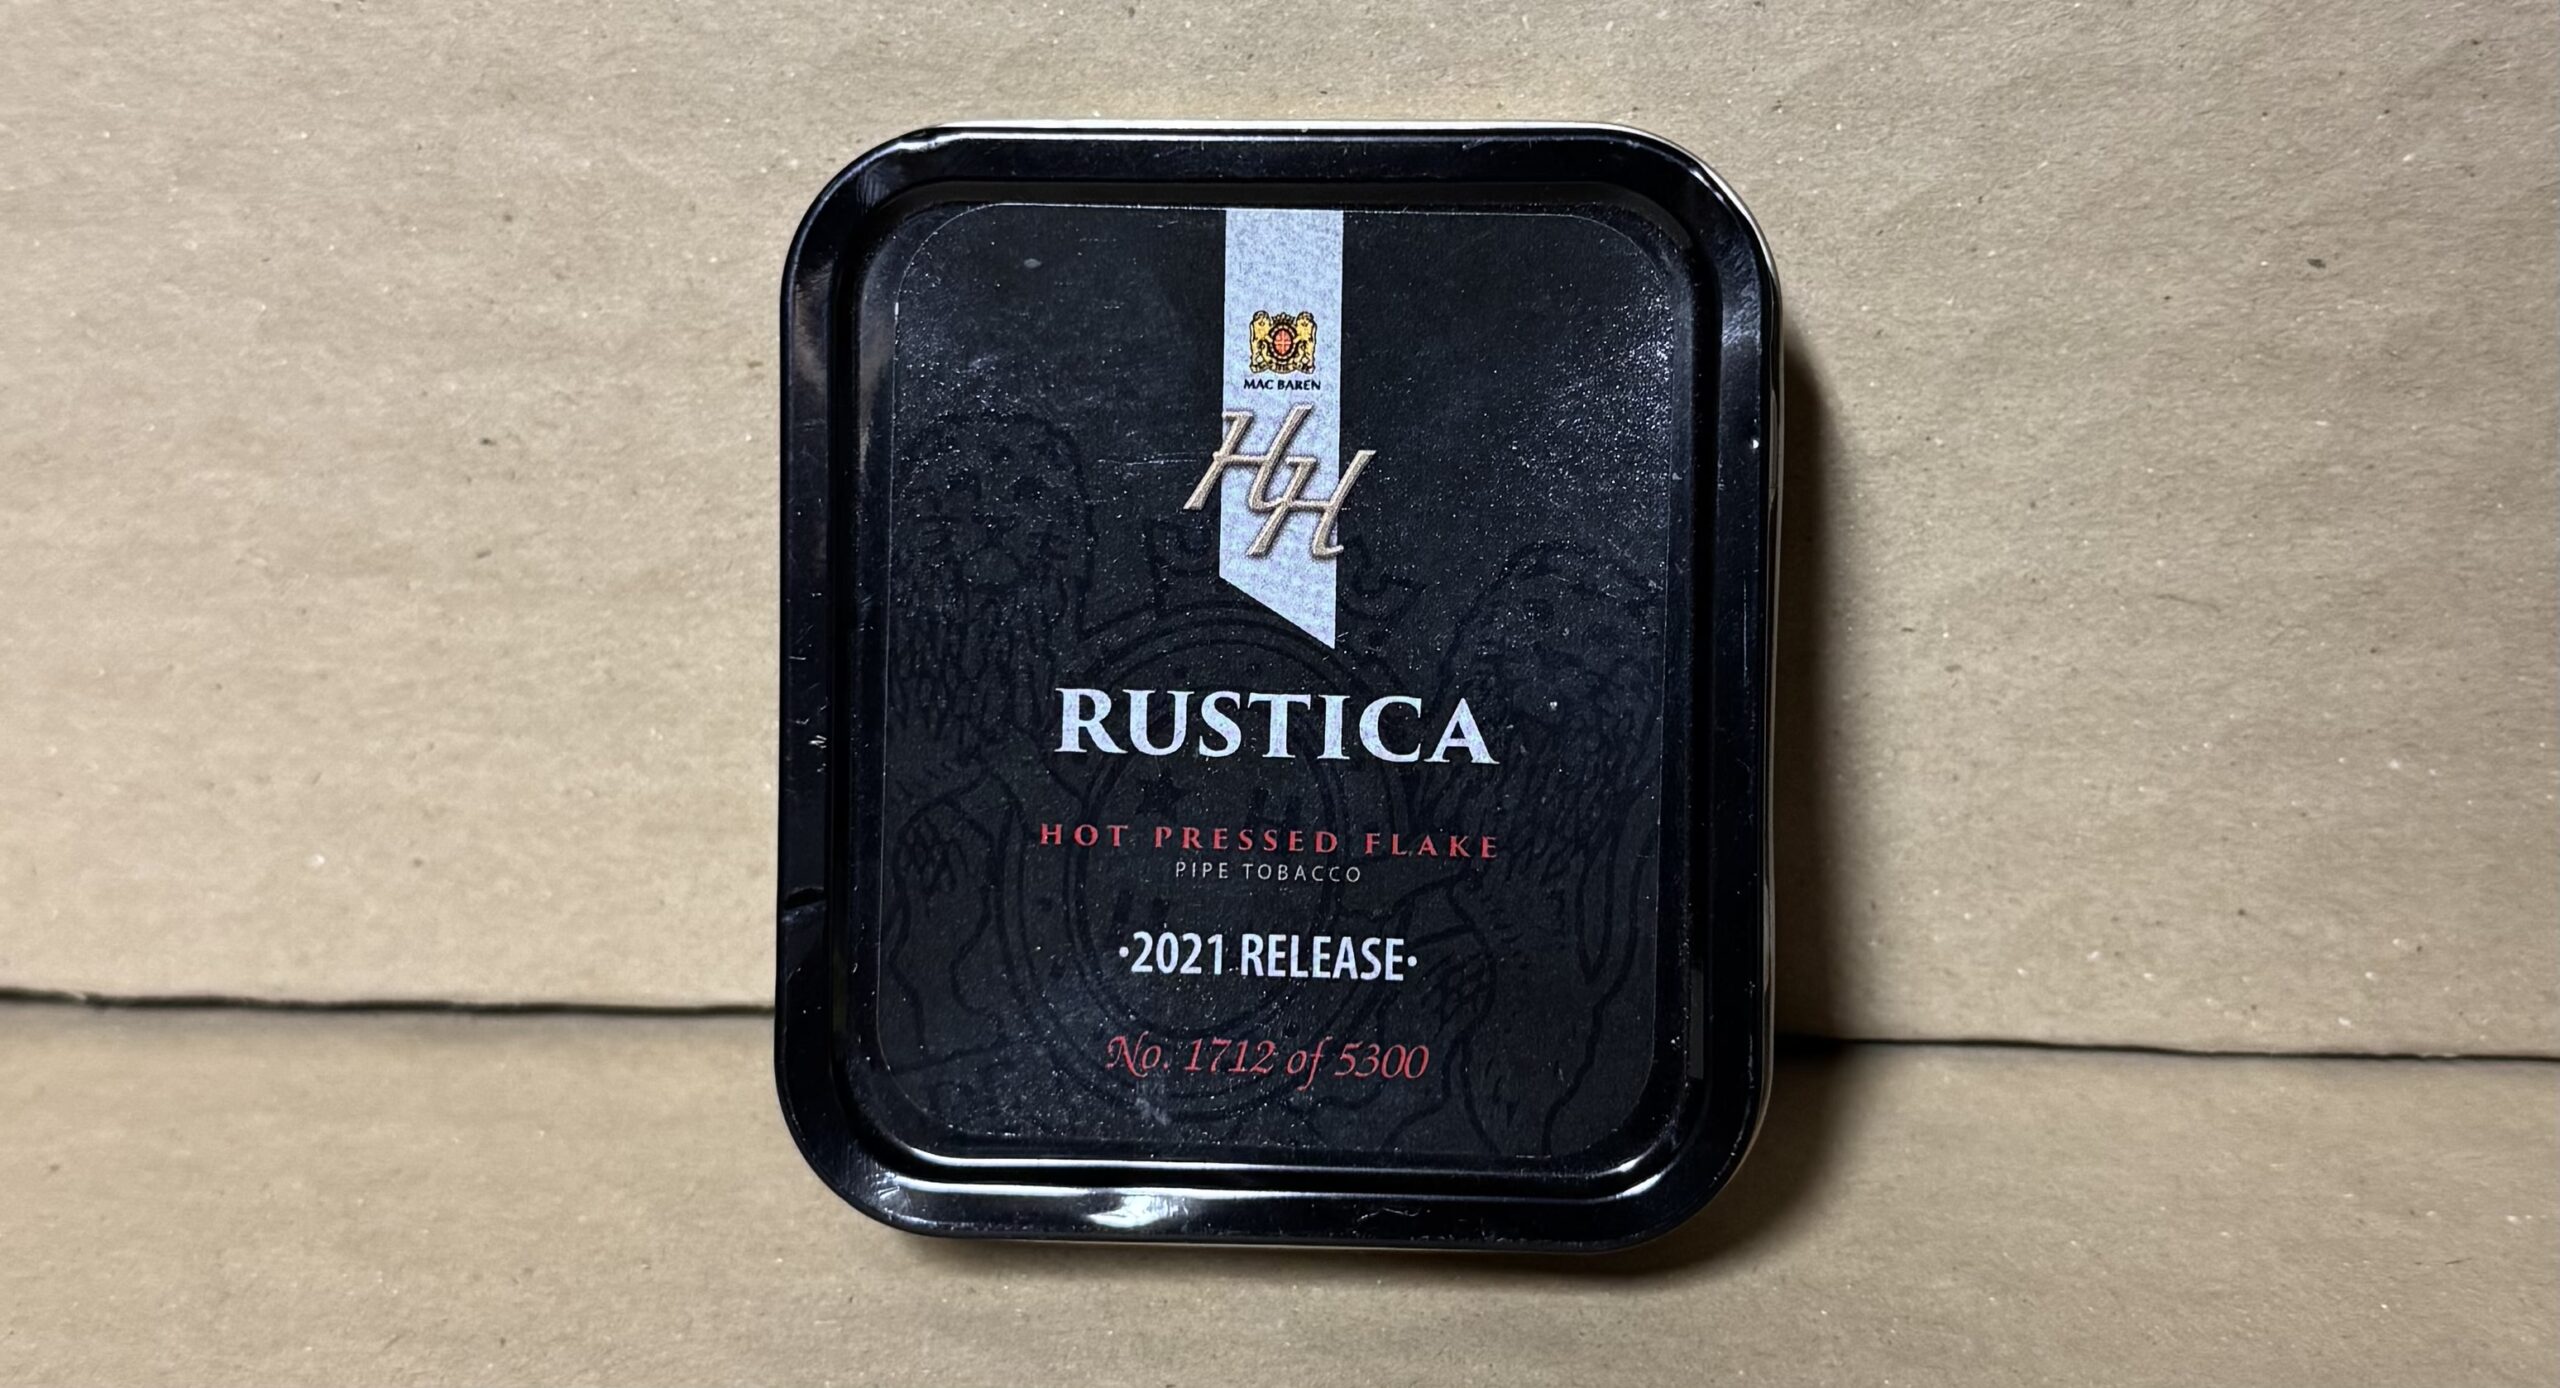 MAC BAREN
HH
RUSTICA
HOT PRESSED FLAKE
PIPE TOBACCO
·2021 RELEASE·
No. 1712 of 5300